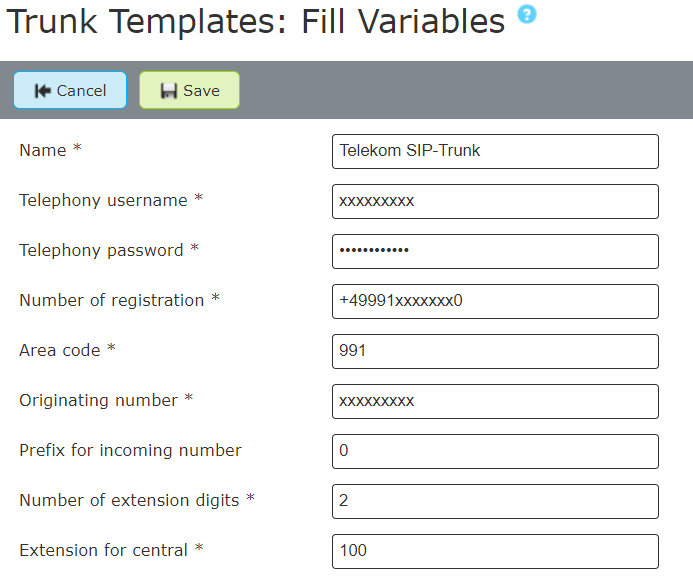 Trunk Templates: Fill Variables ?
Cancel Save
Name * Telekom SIP-Trunk
Telephony username * xxxxxxxxx
Telephony password * ••••••••••••
Number of registration * +49991xxxxxxx0
Area code * 991
Originating number * xxxxxxxxx
Prefix for incoming number 0
Number of extension digits * 2
Extension for central * 100